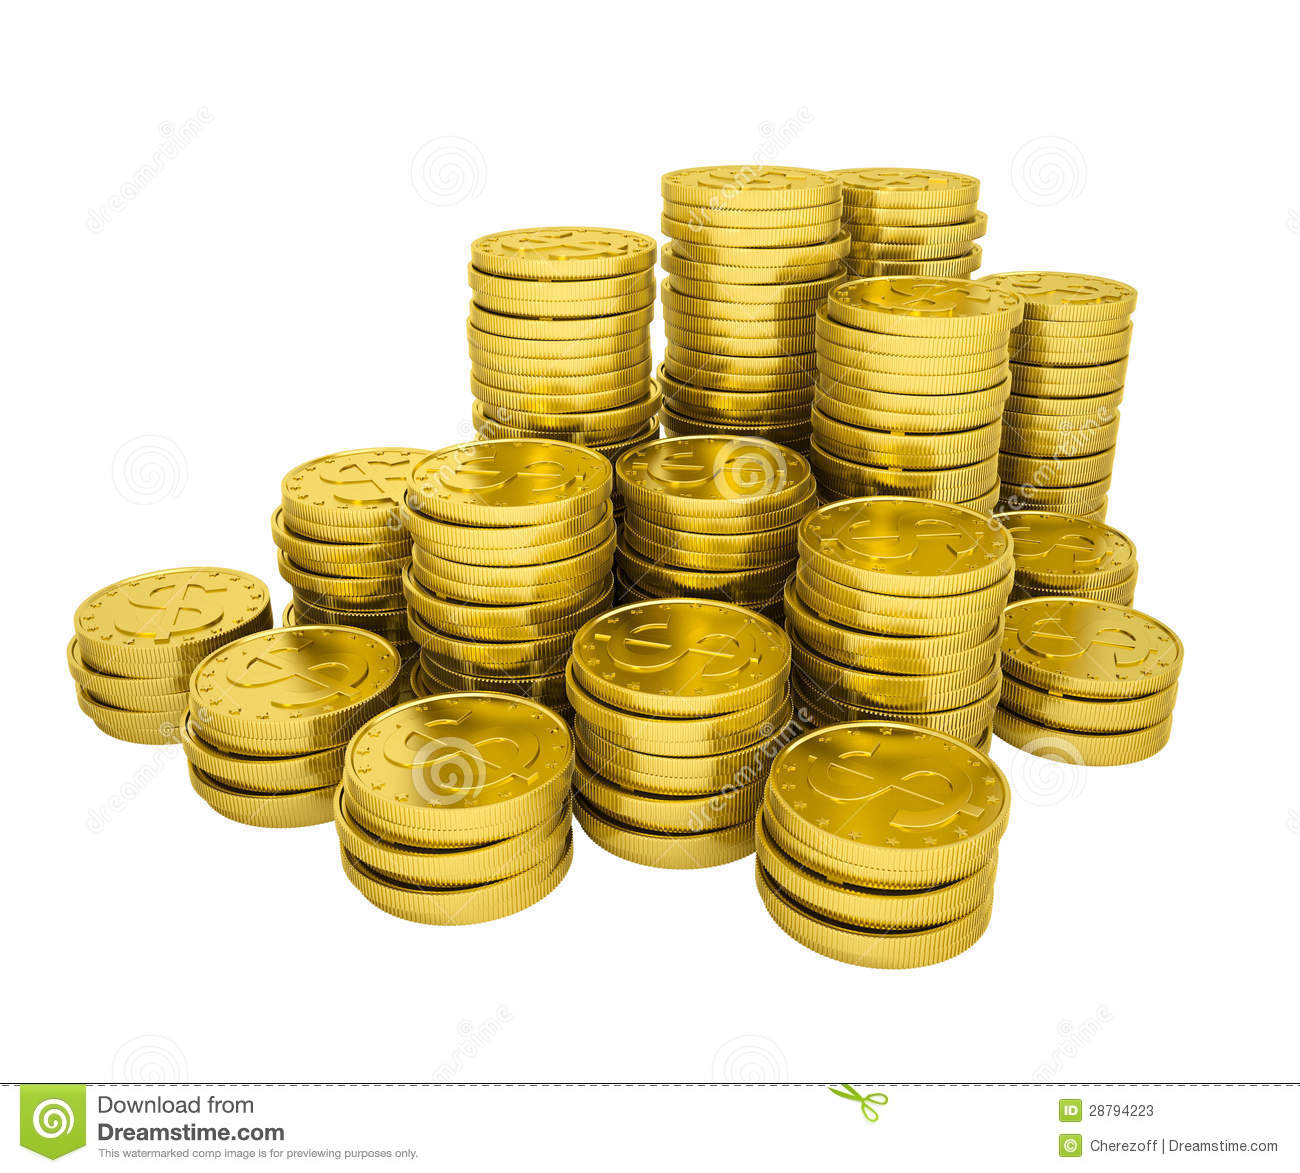 Download from
Dreamstime.com
This watermarked comp image is for previewing purposes only.
ID 28794223
© Cherezoff | Dreamstime.com